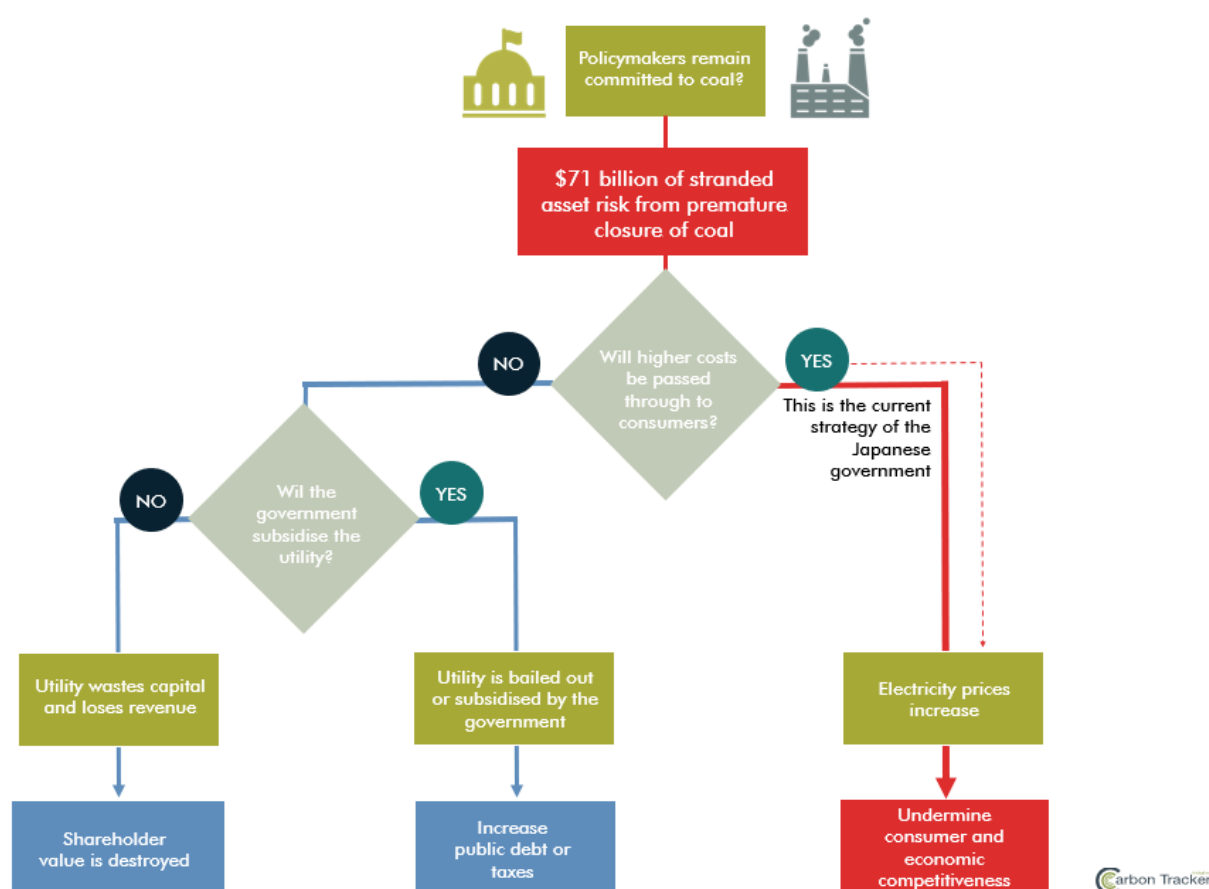 Policymakers remain
committed to coal?
$71 billion of stranded
asset risk from premature
closure of coal
NO
Will higher costs
be passed
through to
consumers?
YES
This is the current
strategy of the
Japanese
government
NO
Wil the
government
subsidise the
utility?
YES
Utility wastes capital
and loses revenue
Utility is bailed out
or subsidised by the
government
Electricity prices
increase
Shareholder
value is destroyed
Increase
public debt or
taxes
Undermine
consumer and
economic
competitiveness
Carbon Tracker